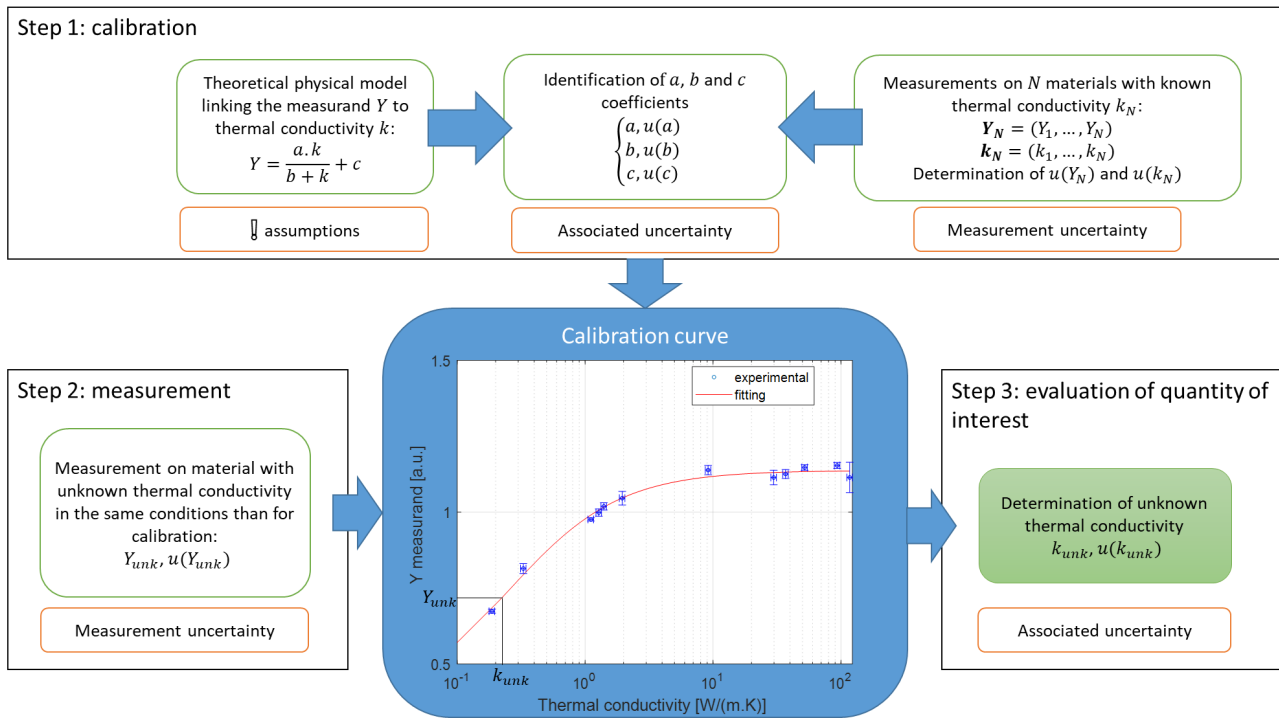 Step 1: calibration
Theoretical physical model
linking the measurand Y to
thermal conductivity k:
Y = a.k / b + k + c
! assumptions
Identification of a, b and c
coefficients
a, u(a)
b, u(b)
c, u(c)
Associated uncertainty
Measurements on N materials with known
thermal conductivity k_N:
Y_N = (Y_1, … , Y_N)
k_N = (k_1, … , k_N)
Determination of u(Y_N) and u(k_N)
Measurement uncertainty
Step 2: measurement
Measurement on material with
unknown thermal conductivity
in the same conditions than for
calibration:
Y_unk, u(Y_unk)
Measurement uncertainty
Calibration curve
1.5
1
0.5
Y measurand [a.u.]
experimental
fitting
Y_unk
k_unk
10^-1
10^0
10^1
10^2
Thermal conductivity [W/(m.K)]
Step 3: evaluation of quantity of
interest
Determination of unknown
thermal conductivity
k_unk, u(k_unk)
Associated uncertainty